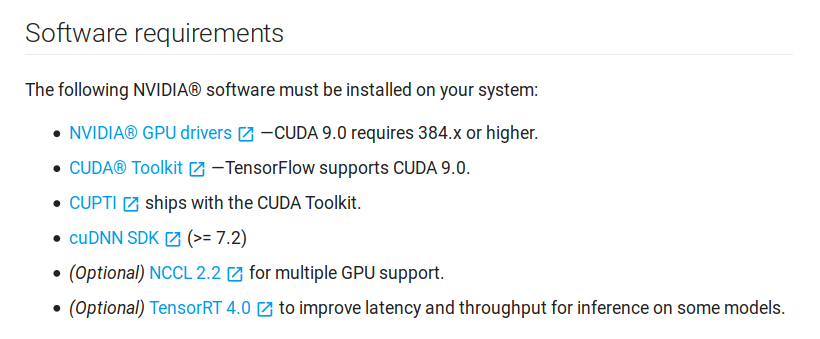 Software requirements
The following NVIDIA® software must be installed on your system:
• NVIDIA® GPU drivers —CUDA 9.0 requires 384.x or higher.
• CUDA® Toolkit —TensorFlow supports CUDA 9.0.
• CUPTI ships with the CUDA Toolkit.
• cuDNN SDK (>= 7.2)
• (Optional) NCCL 2.2 for multiple GPU support.
• (Optional) TensorRT 4.0 to improve latency and throughput for inference on some models.